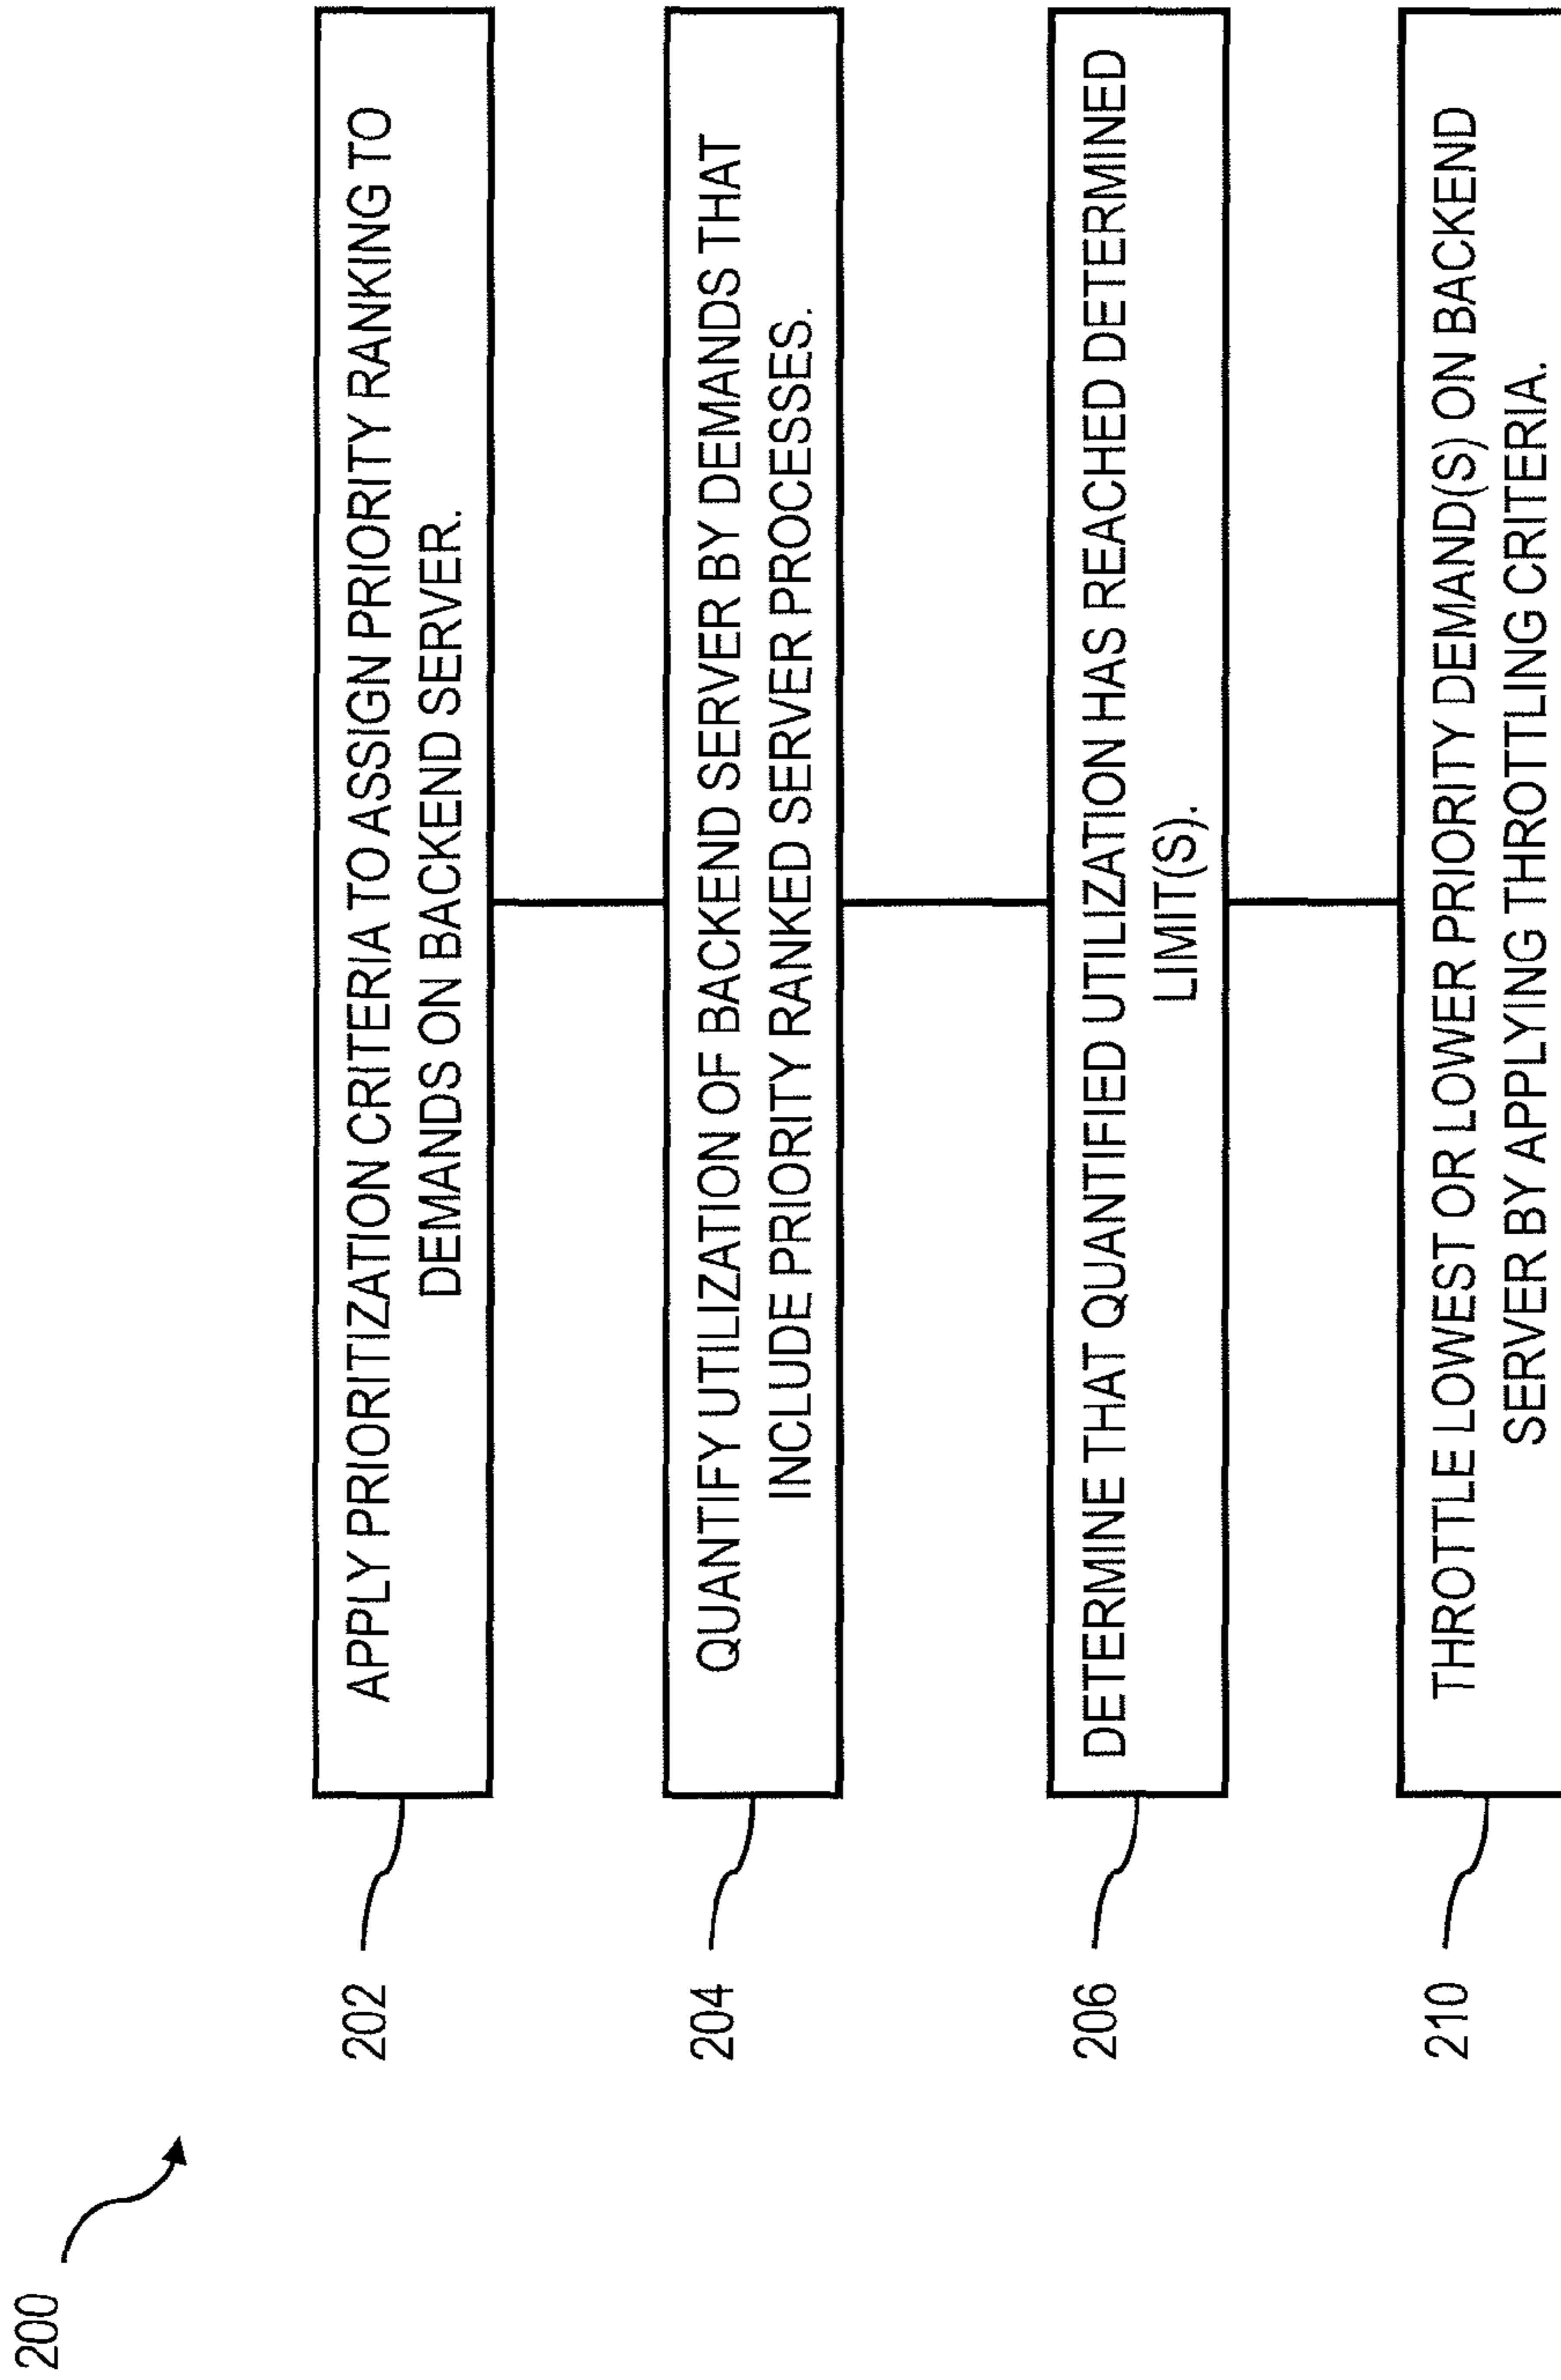 200
202
APPLY PRIORITIZATION CRITERIA TO ASSIGN PRIORITY RANKING TO
DEMANDS ON BACKEND SERVER.
204
QUANTIFY UTILIZATION OF BACKEND SERVER BY DEMANDS THAT
INCLUDE PRIORITY RANKED SERVER PROCESSES.
206
DETERMINE THAT QUANTIFIED UTILIZATION HAS REACHED DETERMINED
LIMIT(S).
210
THROTTLE LOWEST OR LOWER PRIORITY DEMAND(S) ON BACKEND
SERVER BY APPLYING THROTTLING CRITERIA.